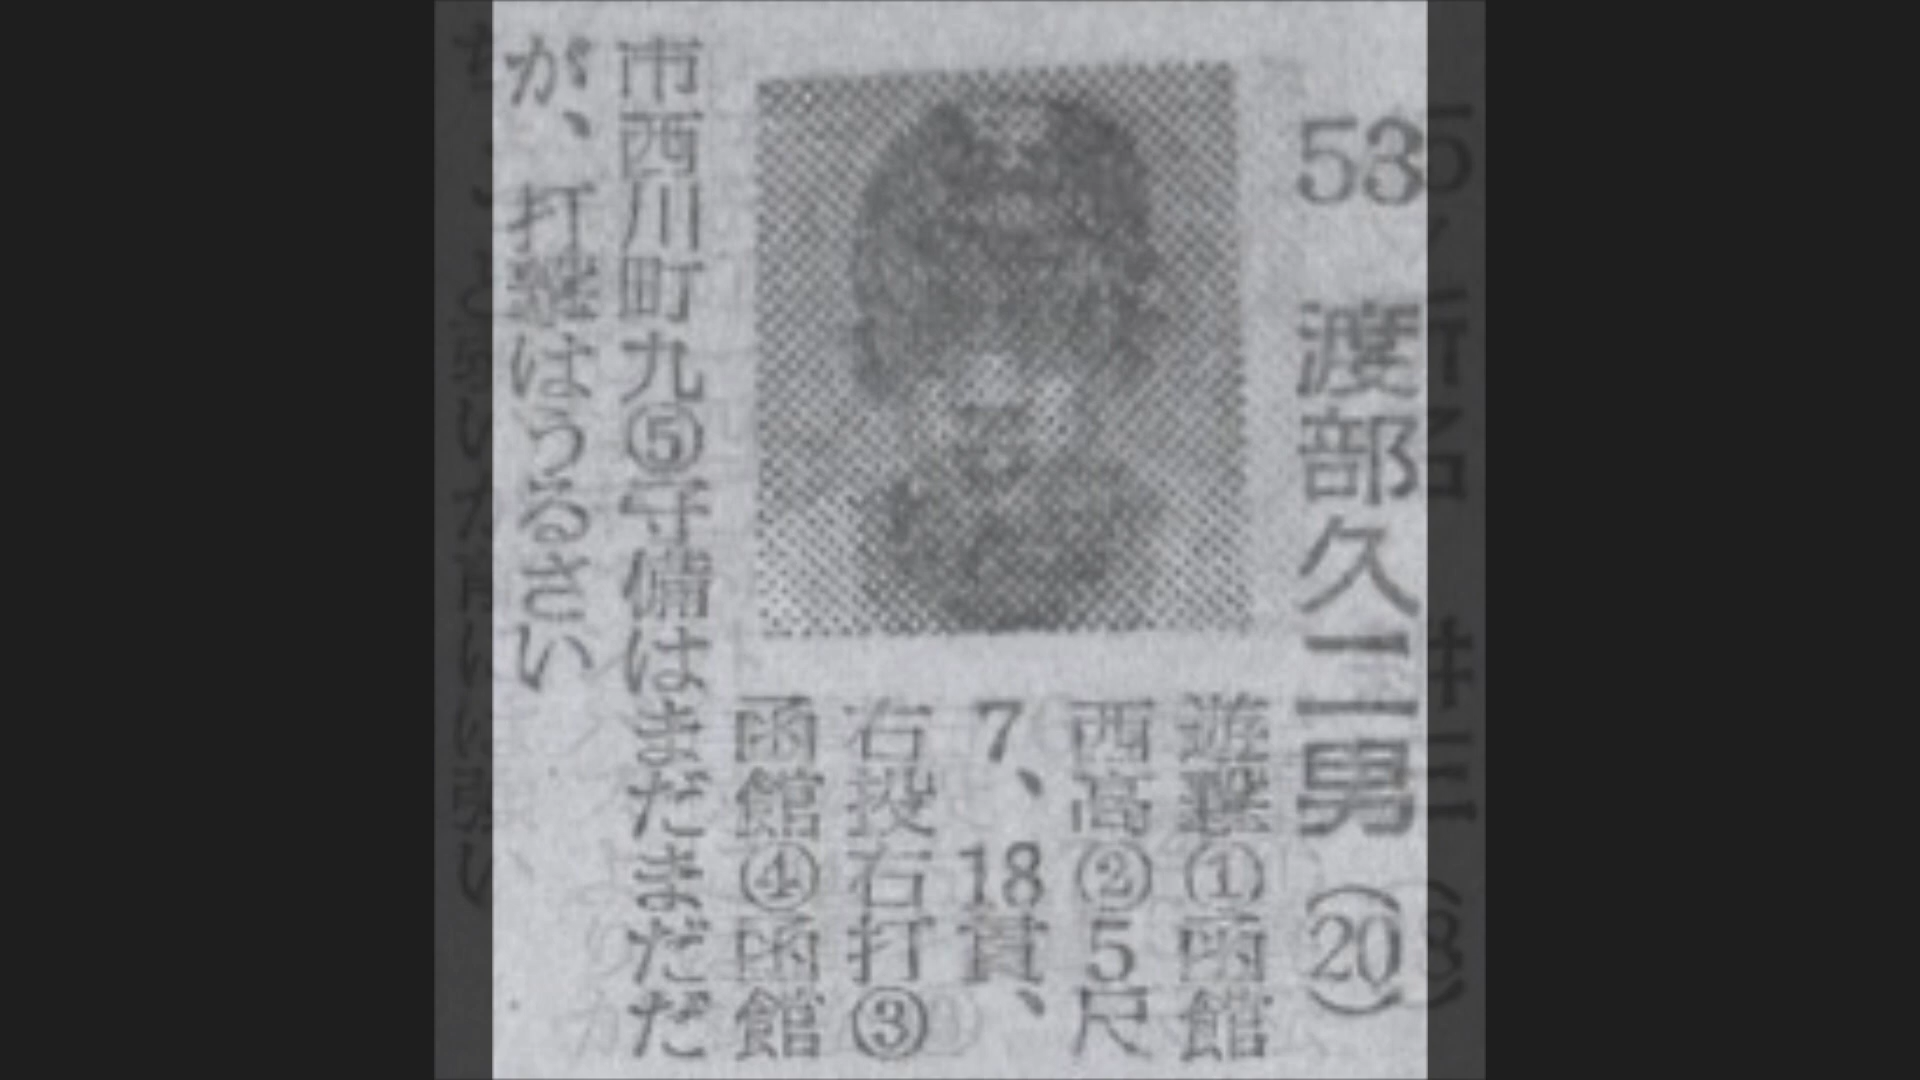 53 渡部久二男 (20)
遊撃①函館
西高②5尺
7、18貫、
右投右打③
函館④函館
市西川町九⑤守備はまだまだだ
が、打撃はうるさい